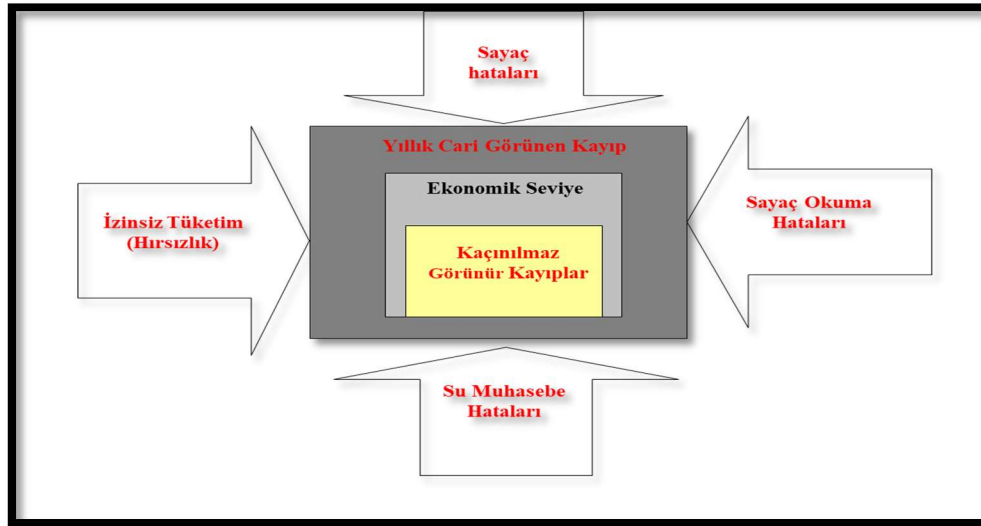 Sayaç
hataları
Yıllık Cari Görünen Kayıp
Ekonomik Seviye
Kaçınılmaz
Görünür Kayıplar
İzinsiz Tüketim
(Hırsızlık)
Sayaç Okuma
Hataları
Su Muhasebe
Hataları